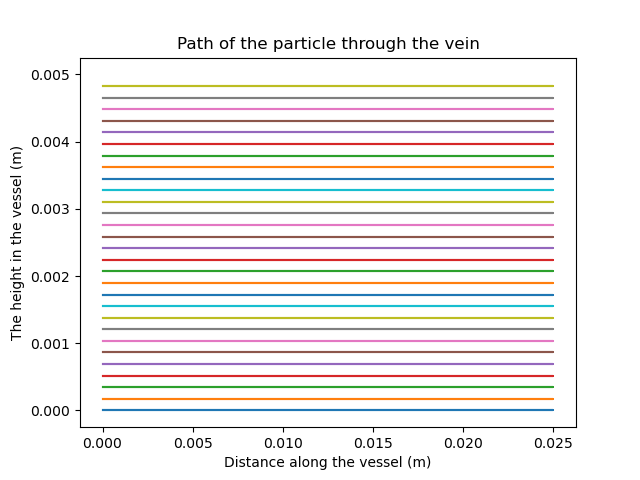 Path of the particle through the vein
The height in the vessel (m)
0.005
0.004
0.003
0.002
0.001
0.000
0.000 0.005 0.010 0.015 0.020 0.025
Distance along the vessel (m)